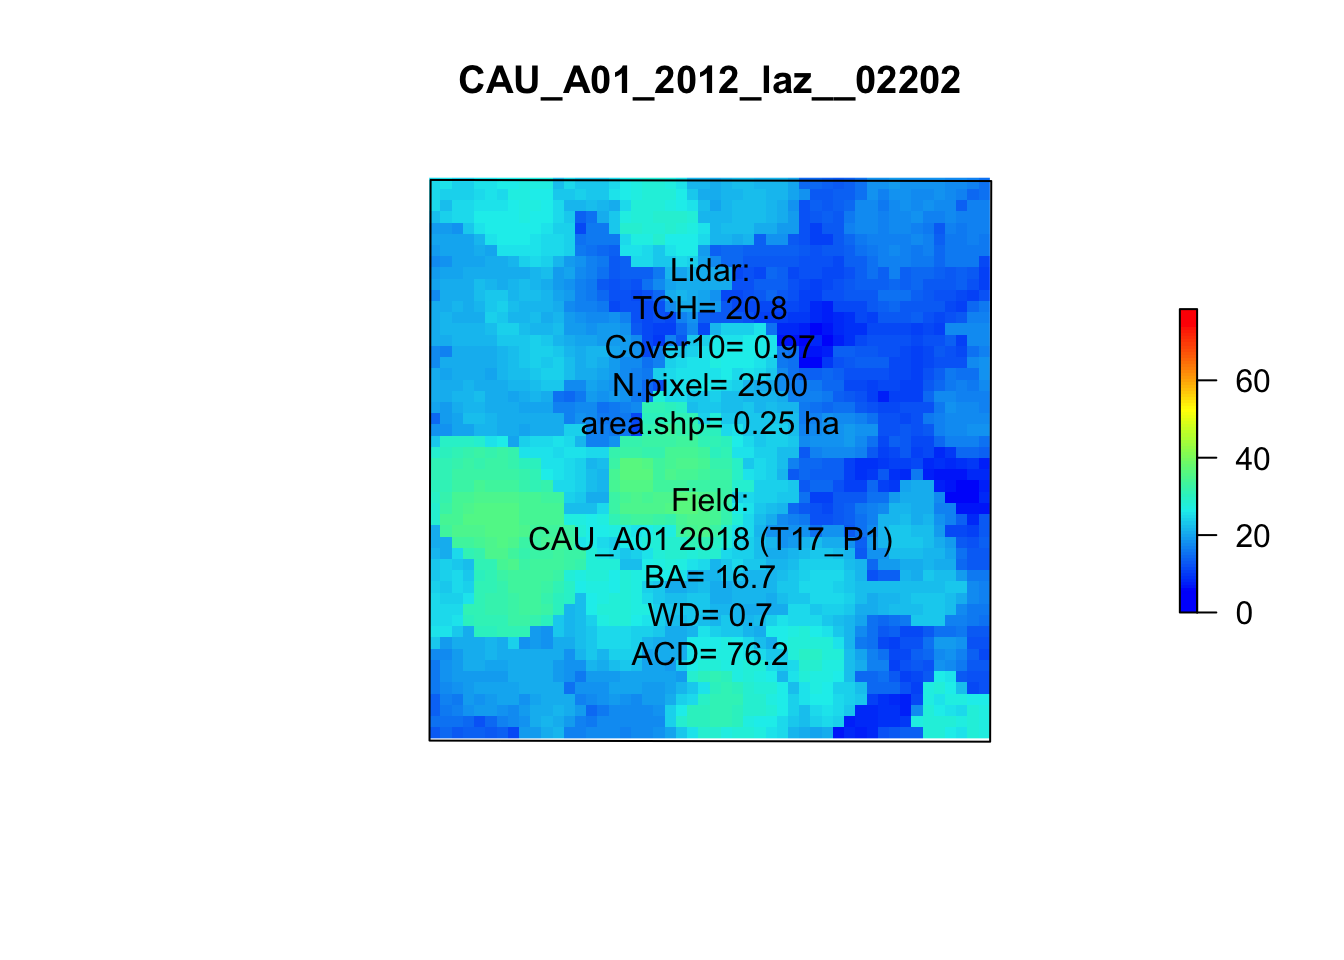 CAU_A01_2012_laz__02202
Lidar:
TCH= 20.8
Cover10= 0.97
N.pixel= 2500
area.shp= 0.25 ha
Field:
CAU_A01 2018 (T17_P1)
BA= 16.7
WD= 0.7
ACD= 76.2
60
40
20
0